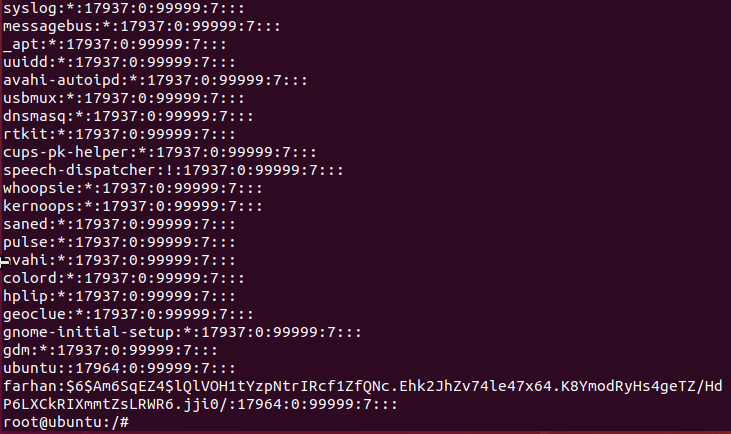 syslog:*:17937:0:99999:7:::
messagebus:*:17937:0:99999:7:::
_apt:*:17937:0:99999:7:::
uuidd:*:17937:0:99999:7:::
avahi-autoipd:*:17937:0:99999:7:::
usbmux:*:17937:0:99999:7:::
dnsmasq:*:17937:0:99999:7:::
rtkit:*:17937:0:99999:7:::
cups-pk-helper:*:17937:0:99999:7:::
speech-dispatcher:!:17937:0:99999:7:::
whoopsie:*:17937:0:99999:7:::
kernoops:*:17937:0:99999:7:::
saned:*:17937:0:99999:7:::
pulse:*:17937:0:99999:7:::
avahi:*:17937:0:99999:7:::
colord:*:17937:0:99999:7:::
hplip:*:17937:0:99999:7:::
geoclue:*:17937:0:99999:7:::
gnome-initial-setup:*:17937:0:99999:7:::
gdm:*:17937:0:99999:7:::
ubuntu::17964:0:99999:7:::
farhan:$6$Am6SqEZ4$lQlVOH1tYzpNtrIRcf1ZfQNc.Ehk2JhZv74le47x64.K8YmodRyHs4geTZ/Hd
P6LXCkRIXmmtZsLRWR6.jji0/:17964:0:99999:7:::
root@ubuntu:/#